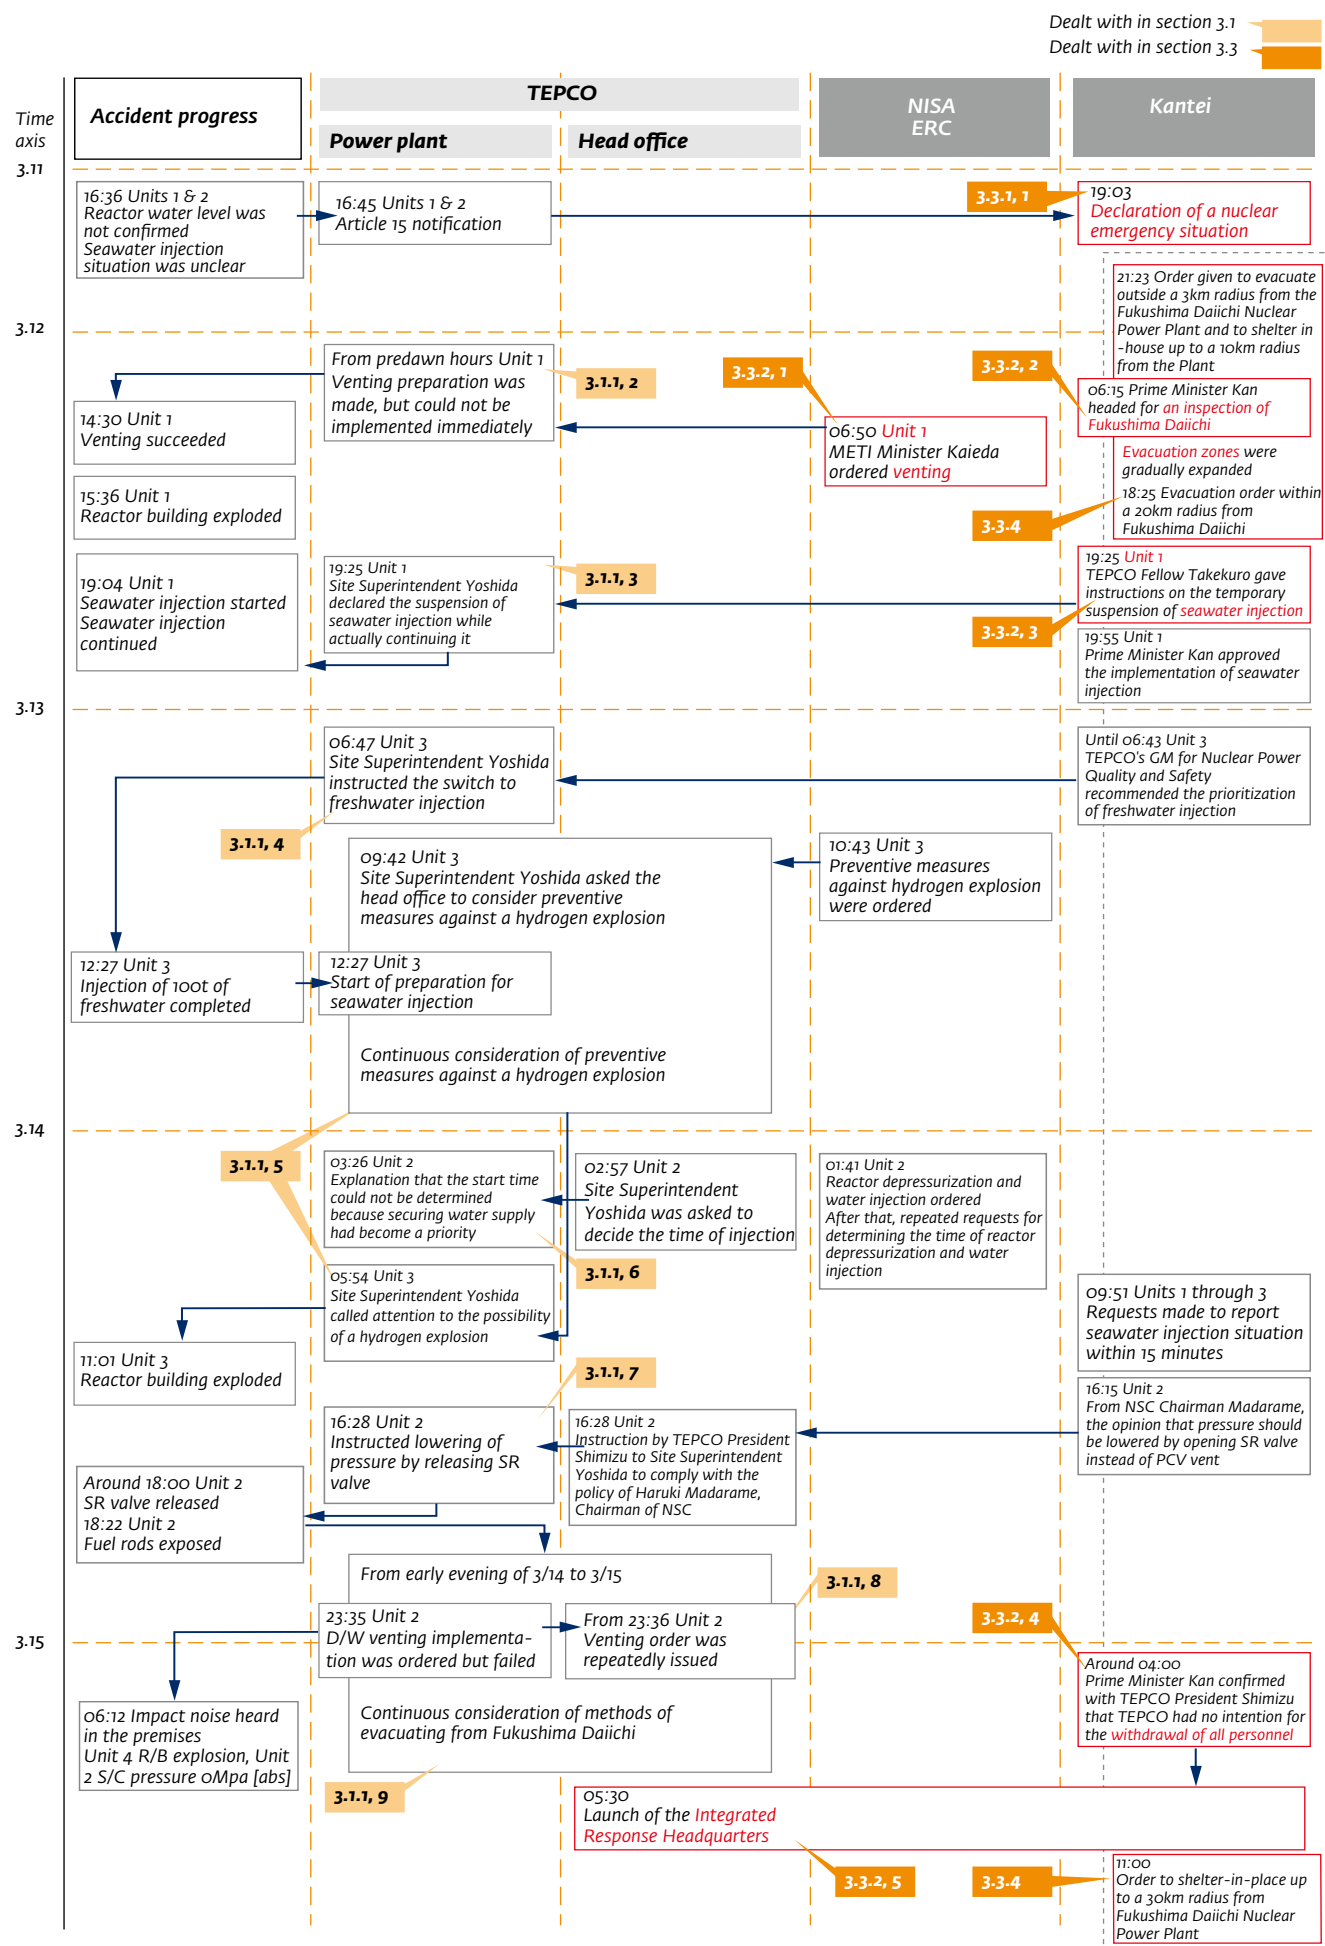 Dealt with in section 3.1
Dealt with in section 3.3
Time
axis
Accident progress
TEPCO
Power plant
Head office
NISA
ERC
Kantei
3.11
16:36 Units 1 & 2
Reactor water level was
not confirmed
Seawater injection
situation was unclear
16:45 Units 1 & 2
Article 15 notification
3.3.1, 1
19:03
Declaration of a nuclear
emergency situation
21:23 Order given to evacuate
outside a 3km radius from the
Fukushima Daiichi Nuclear
Power Plant and to shelter in
-house up to a 10km radius
from the Plant
3.12
From predawn hours Unit 1
Venting preparation was
made, but could not be
implemented immediately
3.1.1, 2
3.3.2, 1
3.3.2, 2
06:15 Prime Minister Kan
headed for an inspection of
Fukushima Daiichi
14:30 Unit 1
Venting succeeded
06:50 Unit 1
METI Minister Kaieda
ordered venting
Evacuation zones were
gradually expanded
18:25 Evacuation order within
a 20km radius from
Fukushima Daiichi
15:36 Unit 1
Reactor building exploded
3.3.4
19:04 Unit 1
Seawater injection started
Seawater injection
continued
19:25 Unit 1
Site Superintendent Yoshida
declared the suspension of
seawater injection while
actually continuing it
3.1.1, 3
19:25 Unit 1
TEPCO Fellow Takekuro gave
instructions on the temporary
suspension of seawater injection
3.3.2, 3
19:55 Unit 1
Prime Minister Kan approved
the implementation of seawater
injection
3.13
06:47 Unit 3
Site Superintendent Yoshida
instructed the switch to
freshwater injection
Until 06:43 Unit 3
TEPCO's GM for Nuclear Power
Quality and Safety
recommended the prioritization
of freshwater injection
3.1.1, 4
09:42 Unit 3
Site Superintendent Yoshida asked the
head office to consider preventive
measures against a hydrogen explosion
10:43 Unit 3
Preventive measures
against hydrogen explosion
were ordered
12:27 Unit 3
Injection of 100t of
freshwater completed
12:27 Unit 3
Start of preparation for
seawater injection
Continuous consideration of preventive
measures against a hydrogen explosion
3.14
3.1.1, 5
03:26 Unit 2
Explanation that the start time
could not be determined
because securing water supply
had become a priority
02:57 Unit 2
Site Superintendent
Yoshida was asked to
decide the time of injection
01:41 Unit 2
Reactor depressurization and
water injection ordered
After that, repeated requests for
determining the time of reactor
depressurization and water
injection
3.1.1, 6
05:54 Unit 3
Site Superintendent Yoshida
called attention to the possibility
of a hydrogen explosion
09:51 Units 1 through 3
Requests made to report
seawater injection situation
within 15 minutes
11:01 Unit 3
Reactor building exploded
3.1.1, 7
16:28 Unit 2
Instructed lowering of
pressure by releasing SR
valve
16:28 Unit 2
Instruction by TEPCO President
Shimizu to Site Superintendent
Yoshida to comply with the
policy of Haruki Madarame,
Chairman of NSC
16:15 Unit 2
From NSC Chairman Madarame,
the opinion that pressure should
be lowered by opening SR valve
instead of PCV vent
Around 18:00 Unit 2
SR valve released
18:22 Unit 2
Fuel rods exposed
From early evening of 3/14 to 3/15
3.1.1, 8
23:35 Unit 2
D/W venting implementa-
tion was ordered but failed
From 23:36 Unit 2
Venting order was
repeatedly issued
3.3.2, 4
3.15
Around 04:00
Prime Minister Kan confirmed
with TEPCO President Shimizu
that TEPCO had no intention for
the withdrawal of all personnel
06:12 Impact noise heard
in the premises
Unit 4 R/B explosion, Unit
2 S/C pressure 0Mpa [abs]
Continuous consideration of methods of
evacuating from Fukushima Daiichi
3.1.1, 9
05:30
Launch of the Integrated
Response Headquarters
3.3.2, 5
3.3.4
11:00
Order to shelter-in-place up
to a 30km radius from
Fukushima Daiichi Nuclear
Power Plant